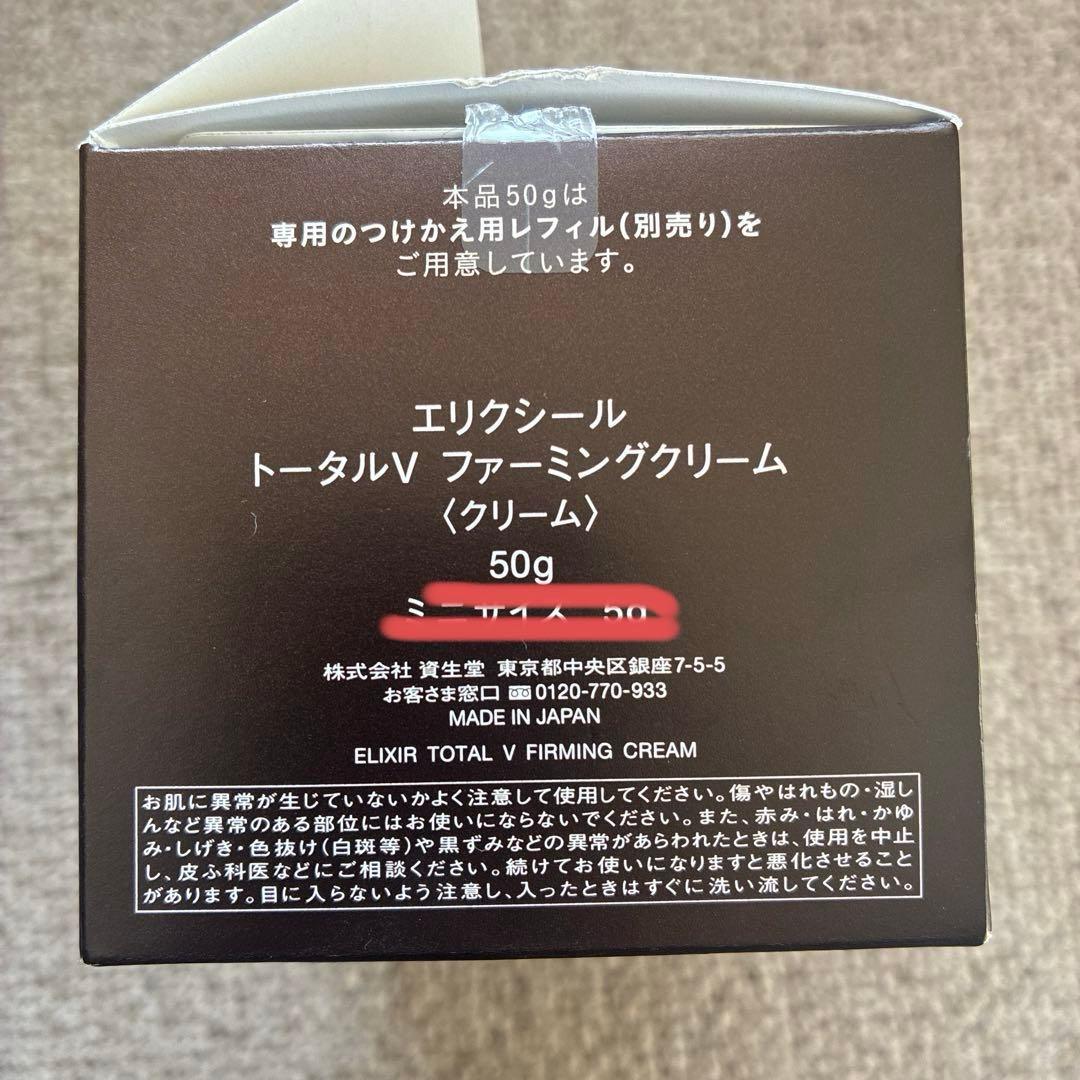 本品50gは
専用のつけかえ用レフィル(別売り)を
ご用意しています。
エリクシール
トータルV ファーミングクリーム
〈クリーム〉
50g
ミニサイズ 5g
株式会社 資生堂 東京都中央区銀座7-5-5
お客さま窓口 0120-770-933
MADE IN JAPAN
ELIXIR TOTAL V FIRMING CREAM
お肌に異常が生じていないかよく注意して使用してください。傷やはれもの・湿し
んなど異常のある部位にはお使いにならないでください。また、赤み・はれ・かゆ
み・しげき・色抜け(白斑等)や黒ずみなどの異常があらわれたときは、使用を中止
し、皮ふ科医などにご相談ください。続けてお使いになりますと悪化させること
があります。目に入らないよう注意し、入ったときはすぐに洗い流してください。